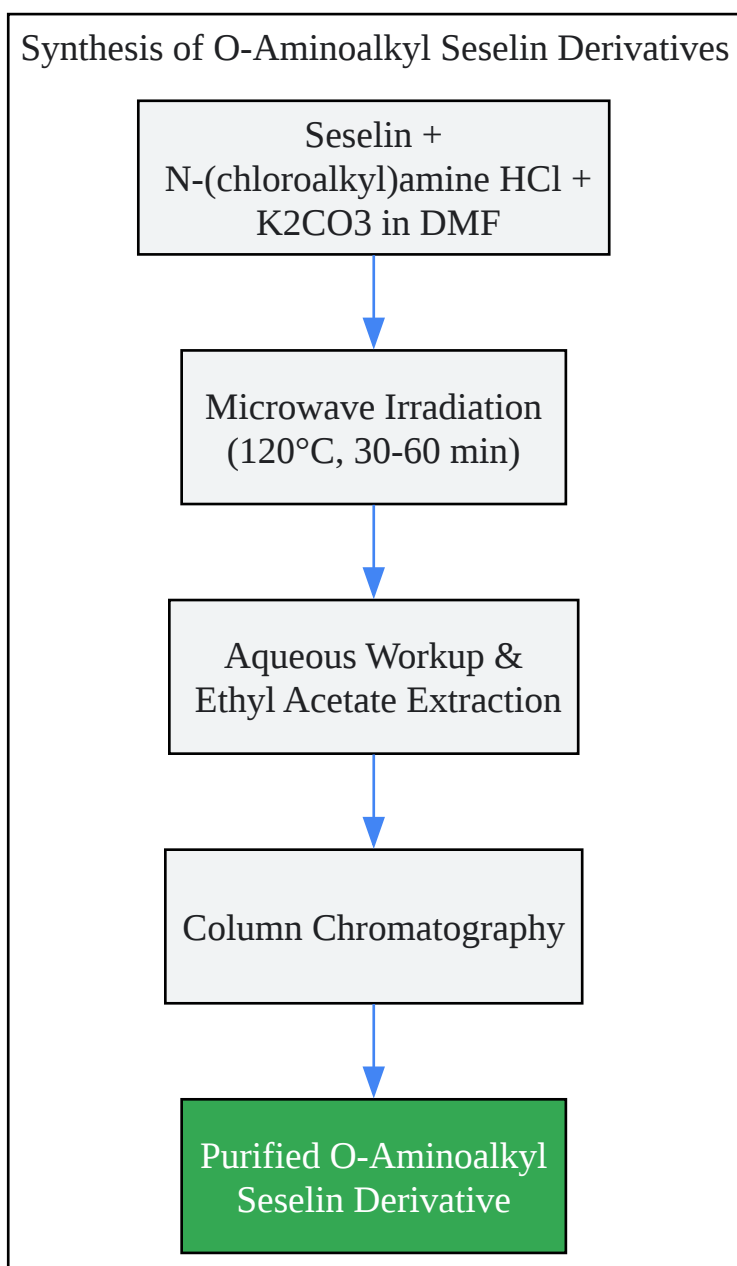 Synthesis of O-Aminoalkyl Seselin Derivatives
Seselin +
N-(chloroalkyl)amine HCl +
K2CO3 in DMF
Microwave Irradiation
(120°C, 30-60 min)
Aqueous Workup &
Ethyl Acetate Extraction
Column Chromatography
Purified O-Aminoalkyl
Seselin Derivative